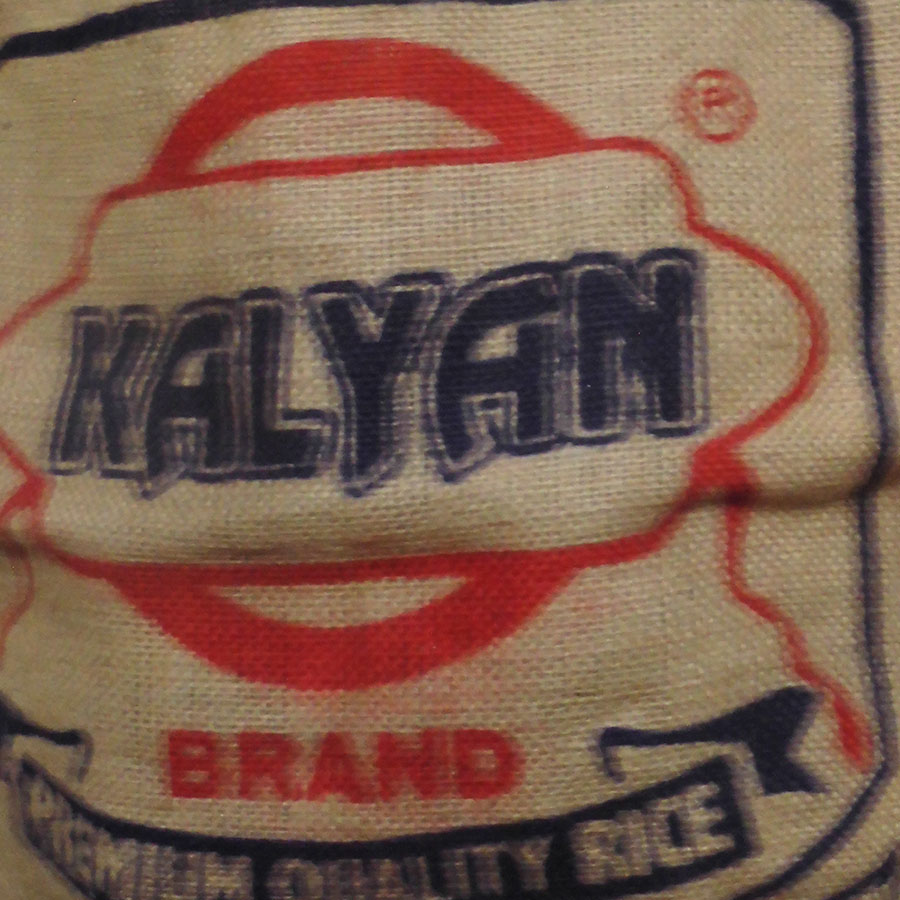 ®
KALYAN
BRAND
PREMIUM QUALITY RICE